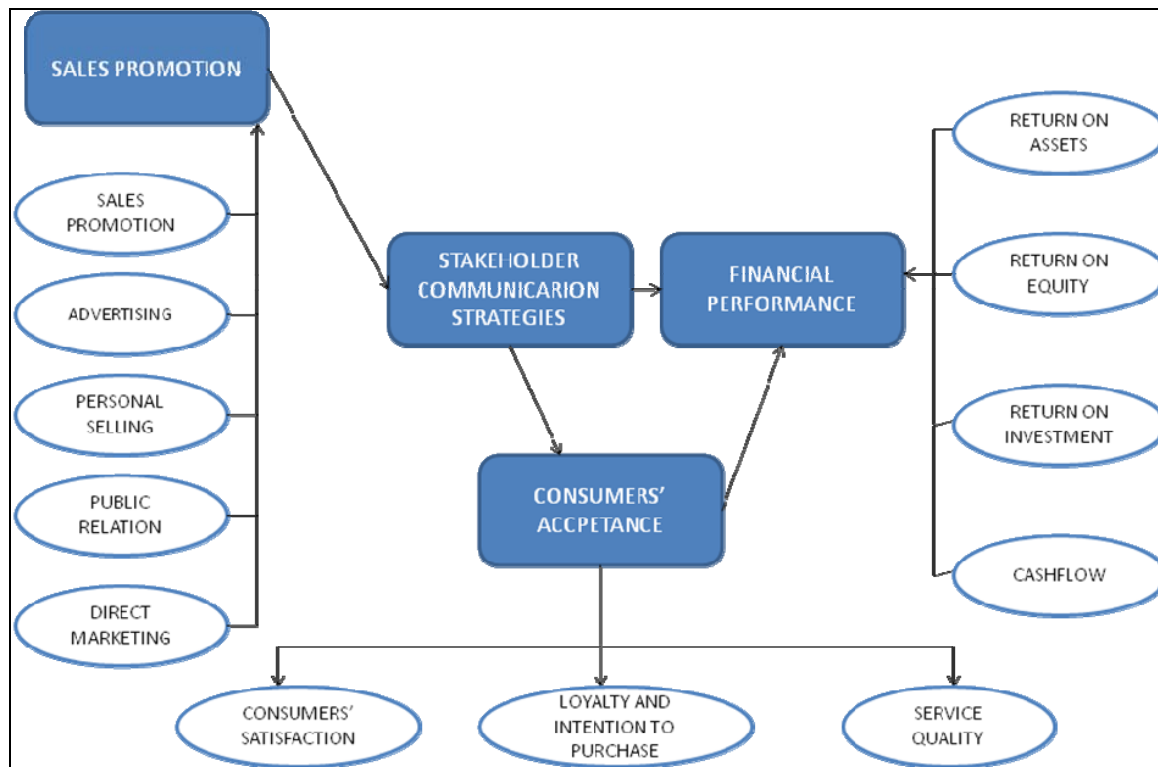 SALES PROMOTION
SALES
PROMOTION
ADVERTISING
PERSONAL
SELLING
PUBLIC
RELATION
DIRECT
MARKETING
STAKEHOLDER
COMMUNICARION
STRATEGIES
FINANCIAL
PERFORMANCE
CONSUMERS'
ACCPETANCE
RETURN ON
ASSETS
RETURN ON
EQUITY
RETURN ON
INVESTMENT
CASHFLOW
CONSUMERS'
SATISFACTION
LOYALTY AND
INTENTION TO
PURCHASE
SERVICE
QUALITY